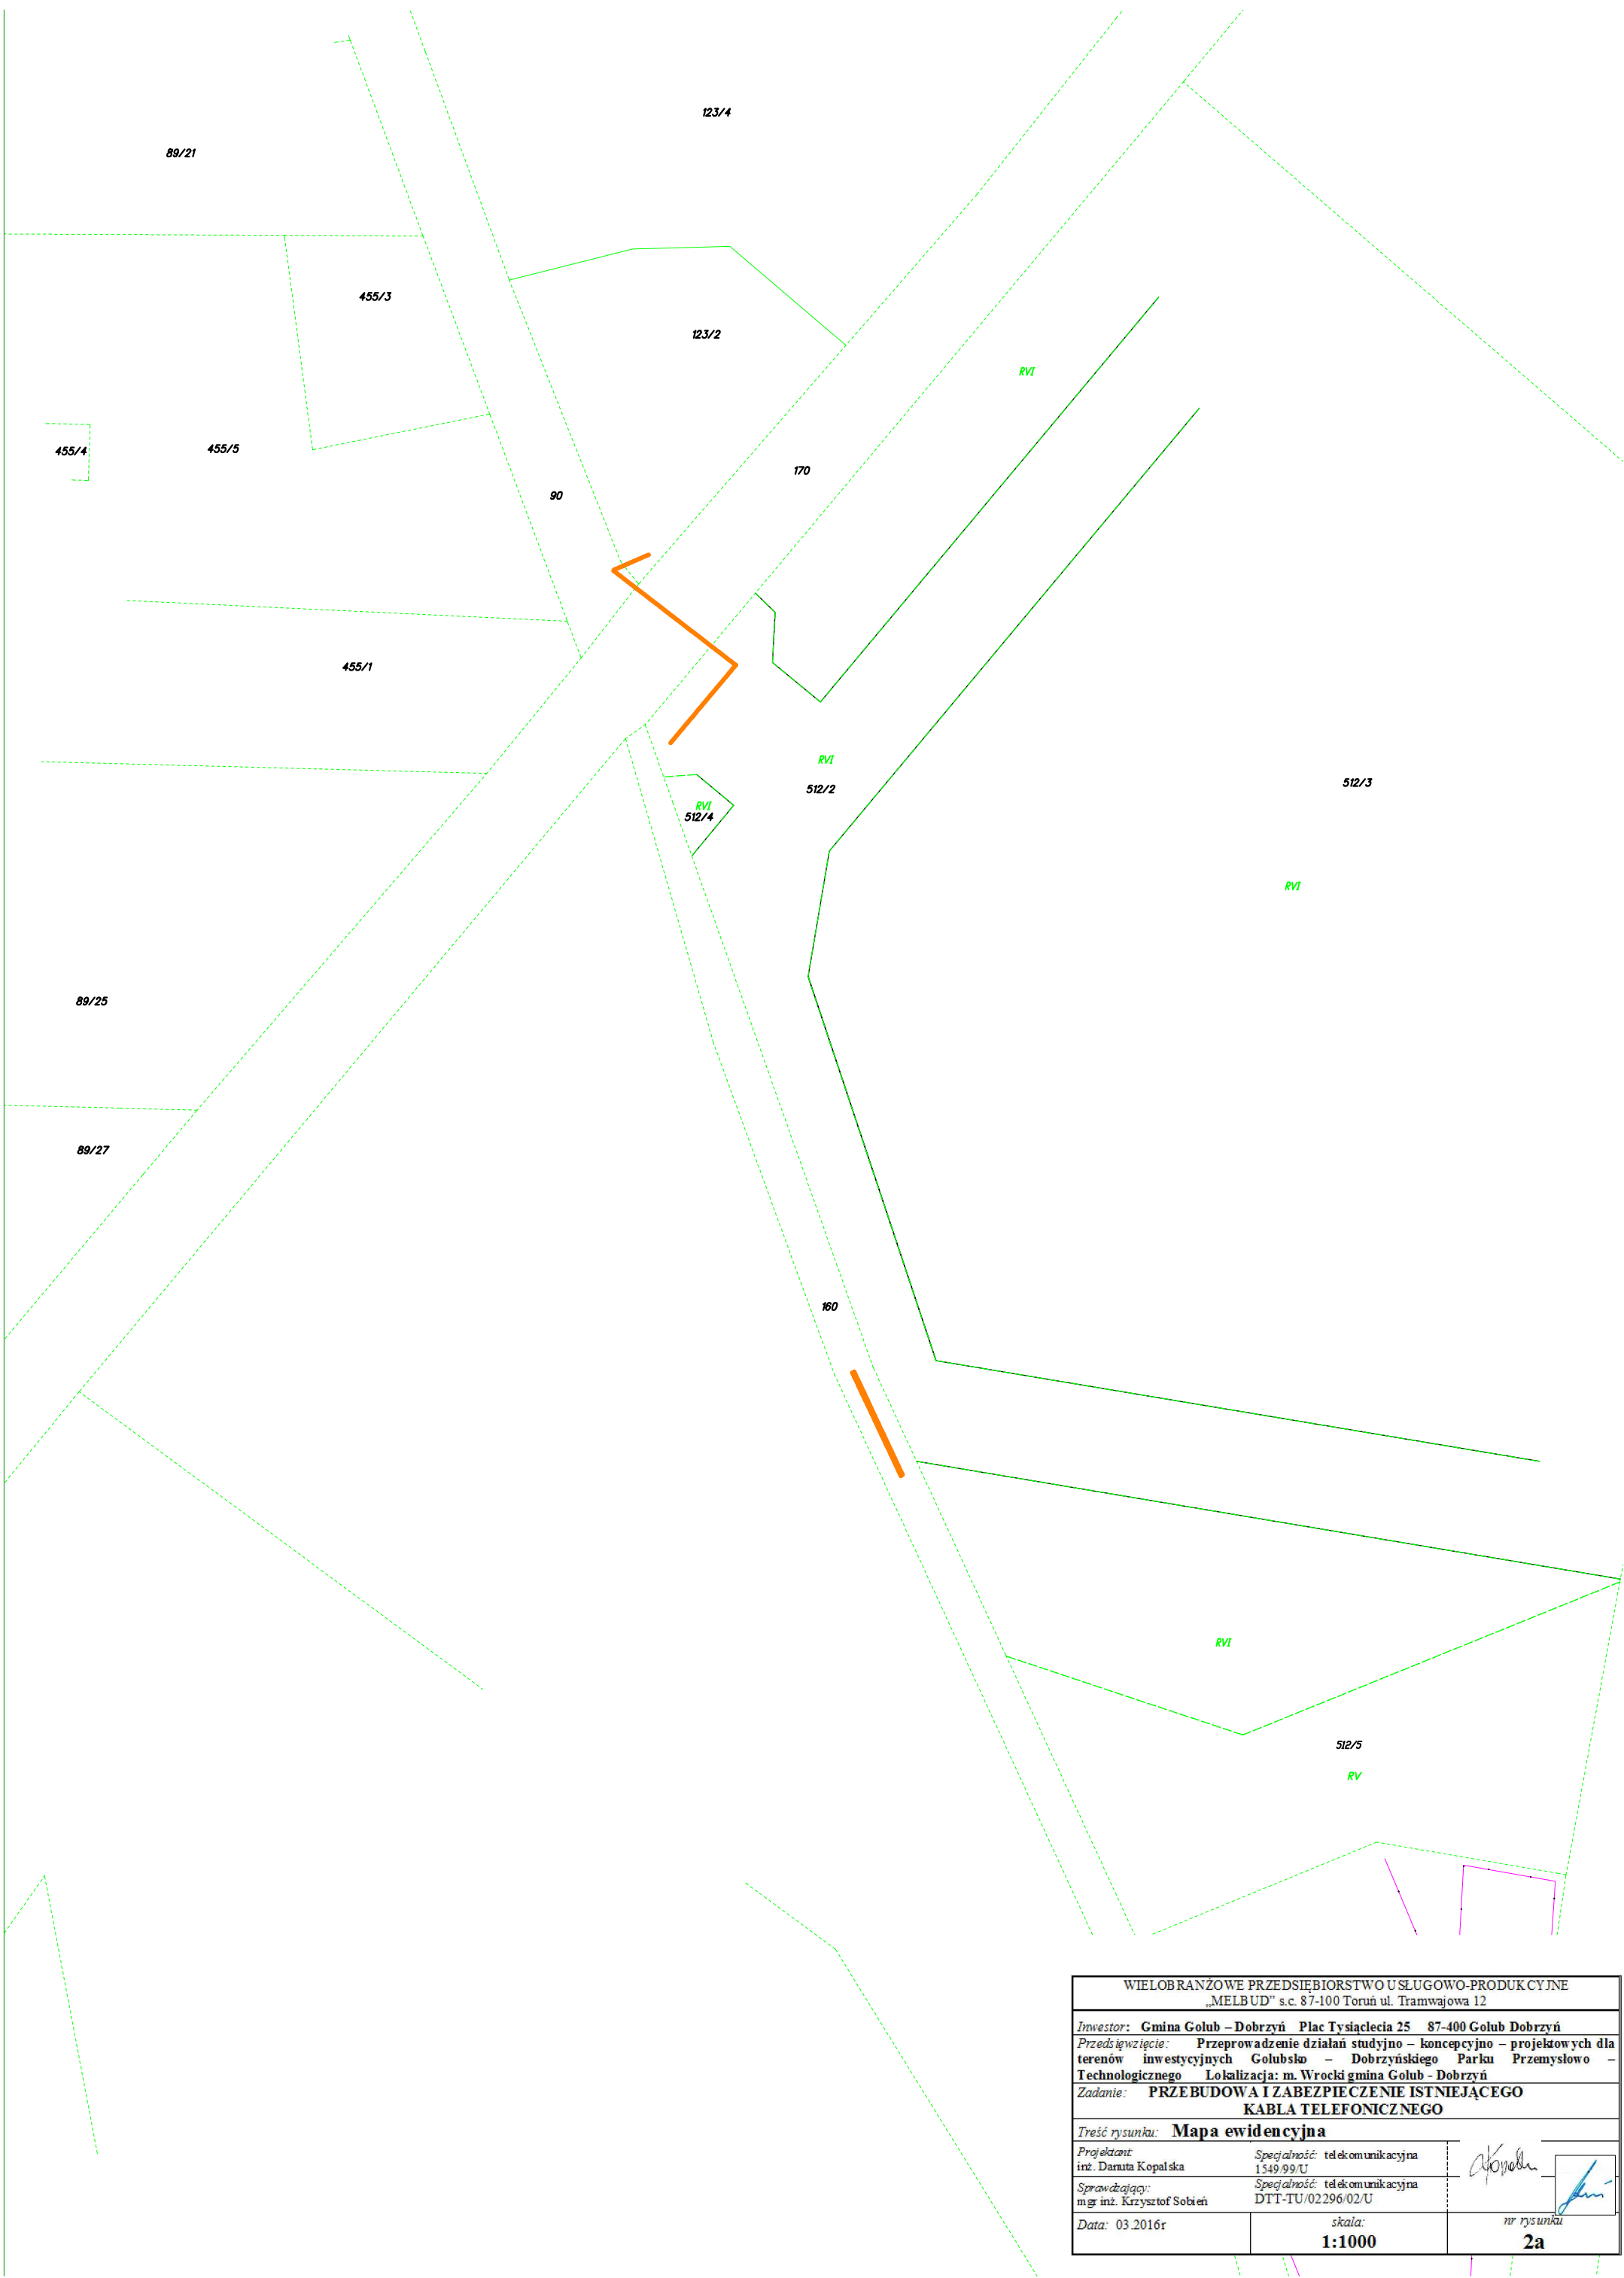 123/4
89/21
455/3
123/2
RVI
455/4
455/5
170
90
455/1
RVI
512/2
512/3
RVI
512/4
RVI
89/25
89/27
160
RVI
512/5
RV
WIELOBRANŻOWE PRZEDSIĘBIORSTWO USŁUGOWO-PRODUKCYJNE
„MELBUD” s.c. 87-100 Toruń ul. Tramwajowa 12
Inwestor: Gmina Golub – Dobrzyń Plac Tysiąclecia 25 87-400 Golub Dobrzyń
Przedsięwzięcie: Przeprowadzenie działań studyjno – koncepcyjno – projektowych dla
terenów inwestycyjnych Golubsko – Dobrzyńskiego Parku Przemysłowo –
Technologicznego Lokalizacja: m. Wrocki gmina Golub - Dobrzyń
Zadanie: PRZEBUDOWA I ZABEZPIECZENIE ISTNIEJĄCEGO
KABLA TELEFONICZNEGO
Treść rysunku: Mapa ewidencyjna
Projektant:
inż. Danuta Kopalska
Specjalność: telekomunikacyjna
1549/99/U
Sprawdzający:
mgr inż. Krzysztof Sobień
Specjalność: telekomunikacyjna
DTT-TU/02296/02/U
Data: 03.2016r
skala:
1:1000
nr rysunku
2a